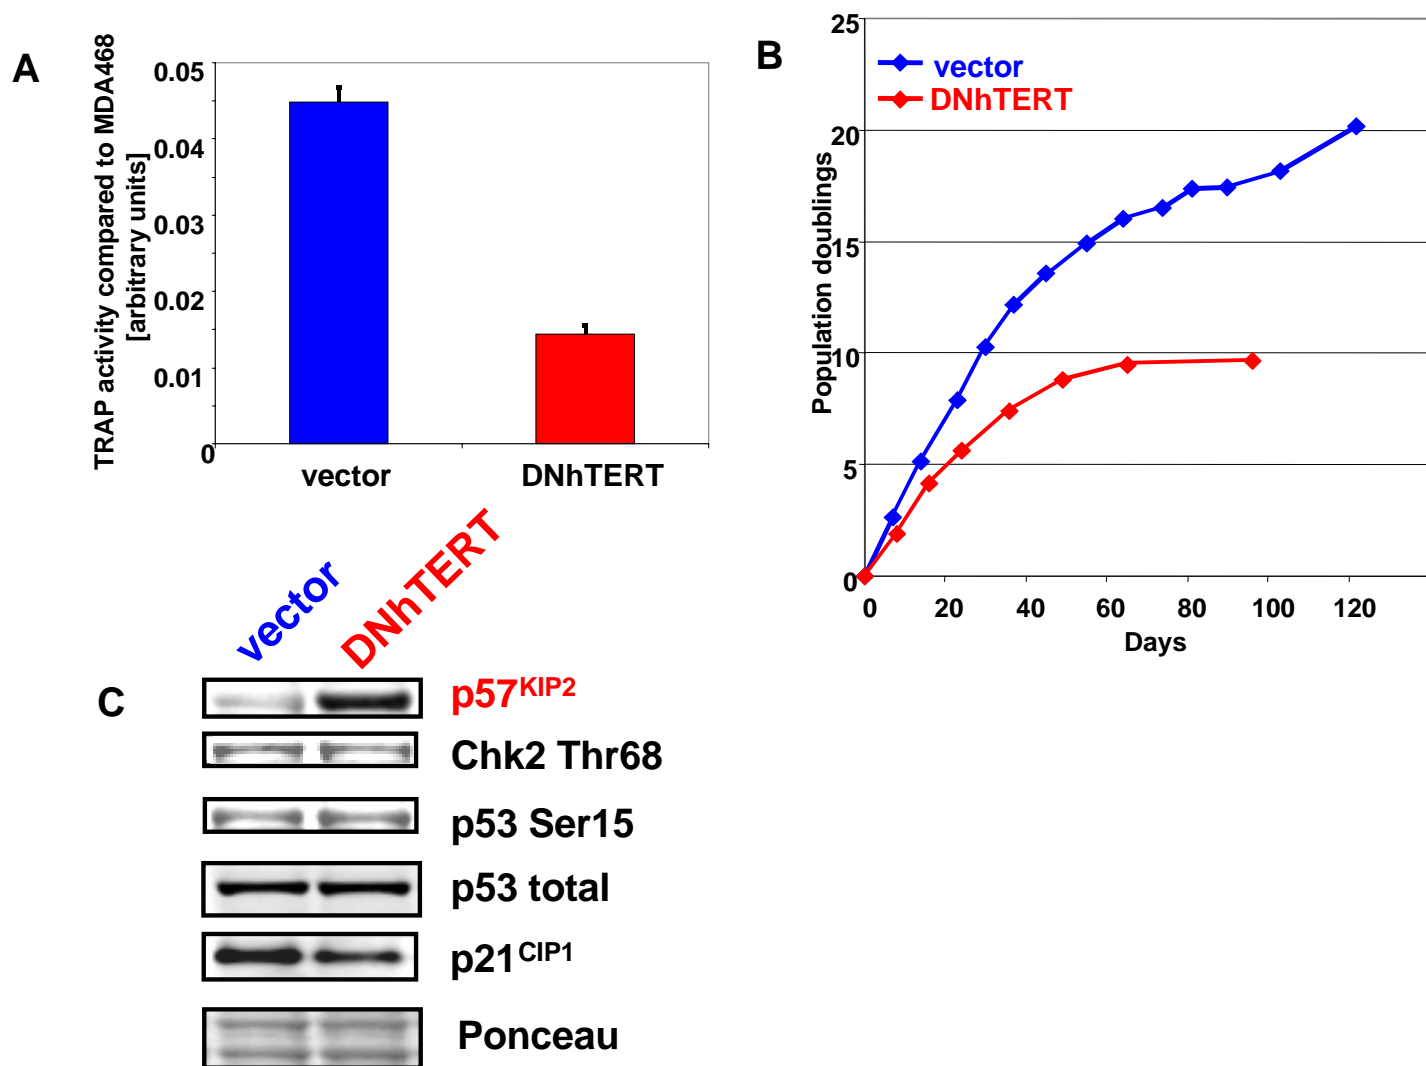 A
TRAP activity compared to MDA468
[arbitrary units]
0.05
0.04
0.03
0.02
0.01
0
vector
DNhTERT
B
Population doublings
25
20
15
10
5
0
vector
DNhTERT
0 20 40 60 80 100 120
Days
C
vector
DNhTERT
p57KIP2
Chk2 Thr68
p53 Ser15
p53 total
p21CIP1
Ponceau